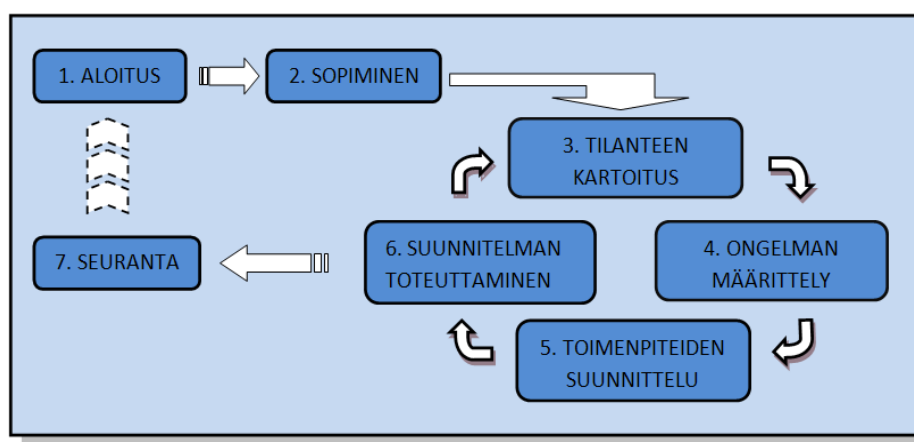 1. ALOITUS
2. SOPIMINEN
3. TILANTEEN
KARTOITUS
4. ONGELMAN
MÄÄRITTELY
5. TOIMENPITEIDEN
SUUNNITTELU
6. SUUNNITELMAN
TOTEUTTAMINEN
7. SEURANTA